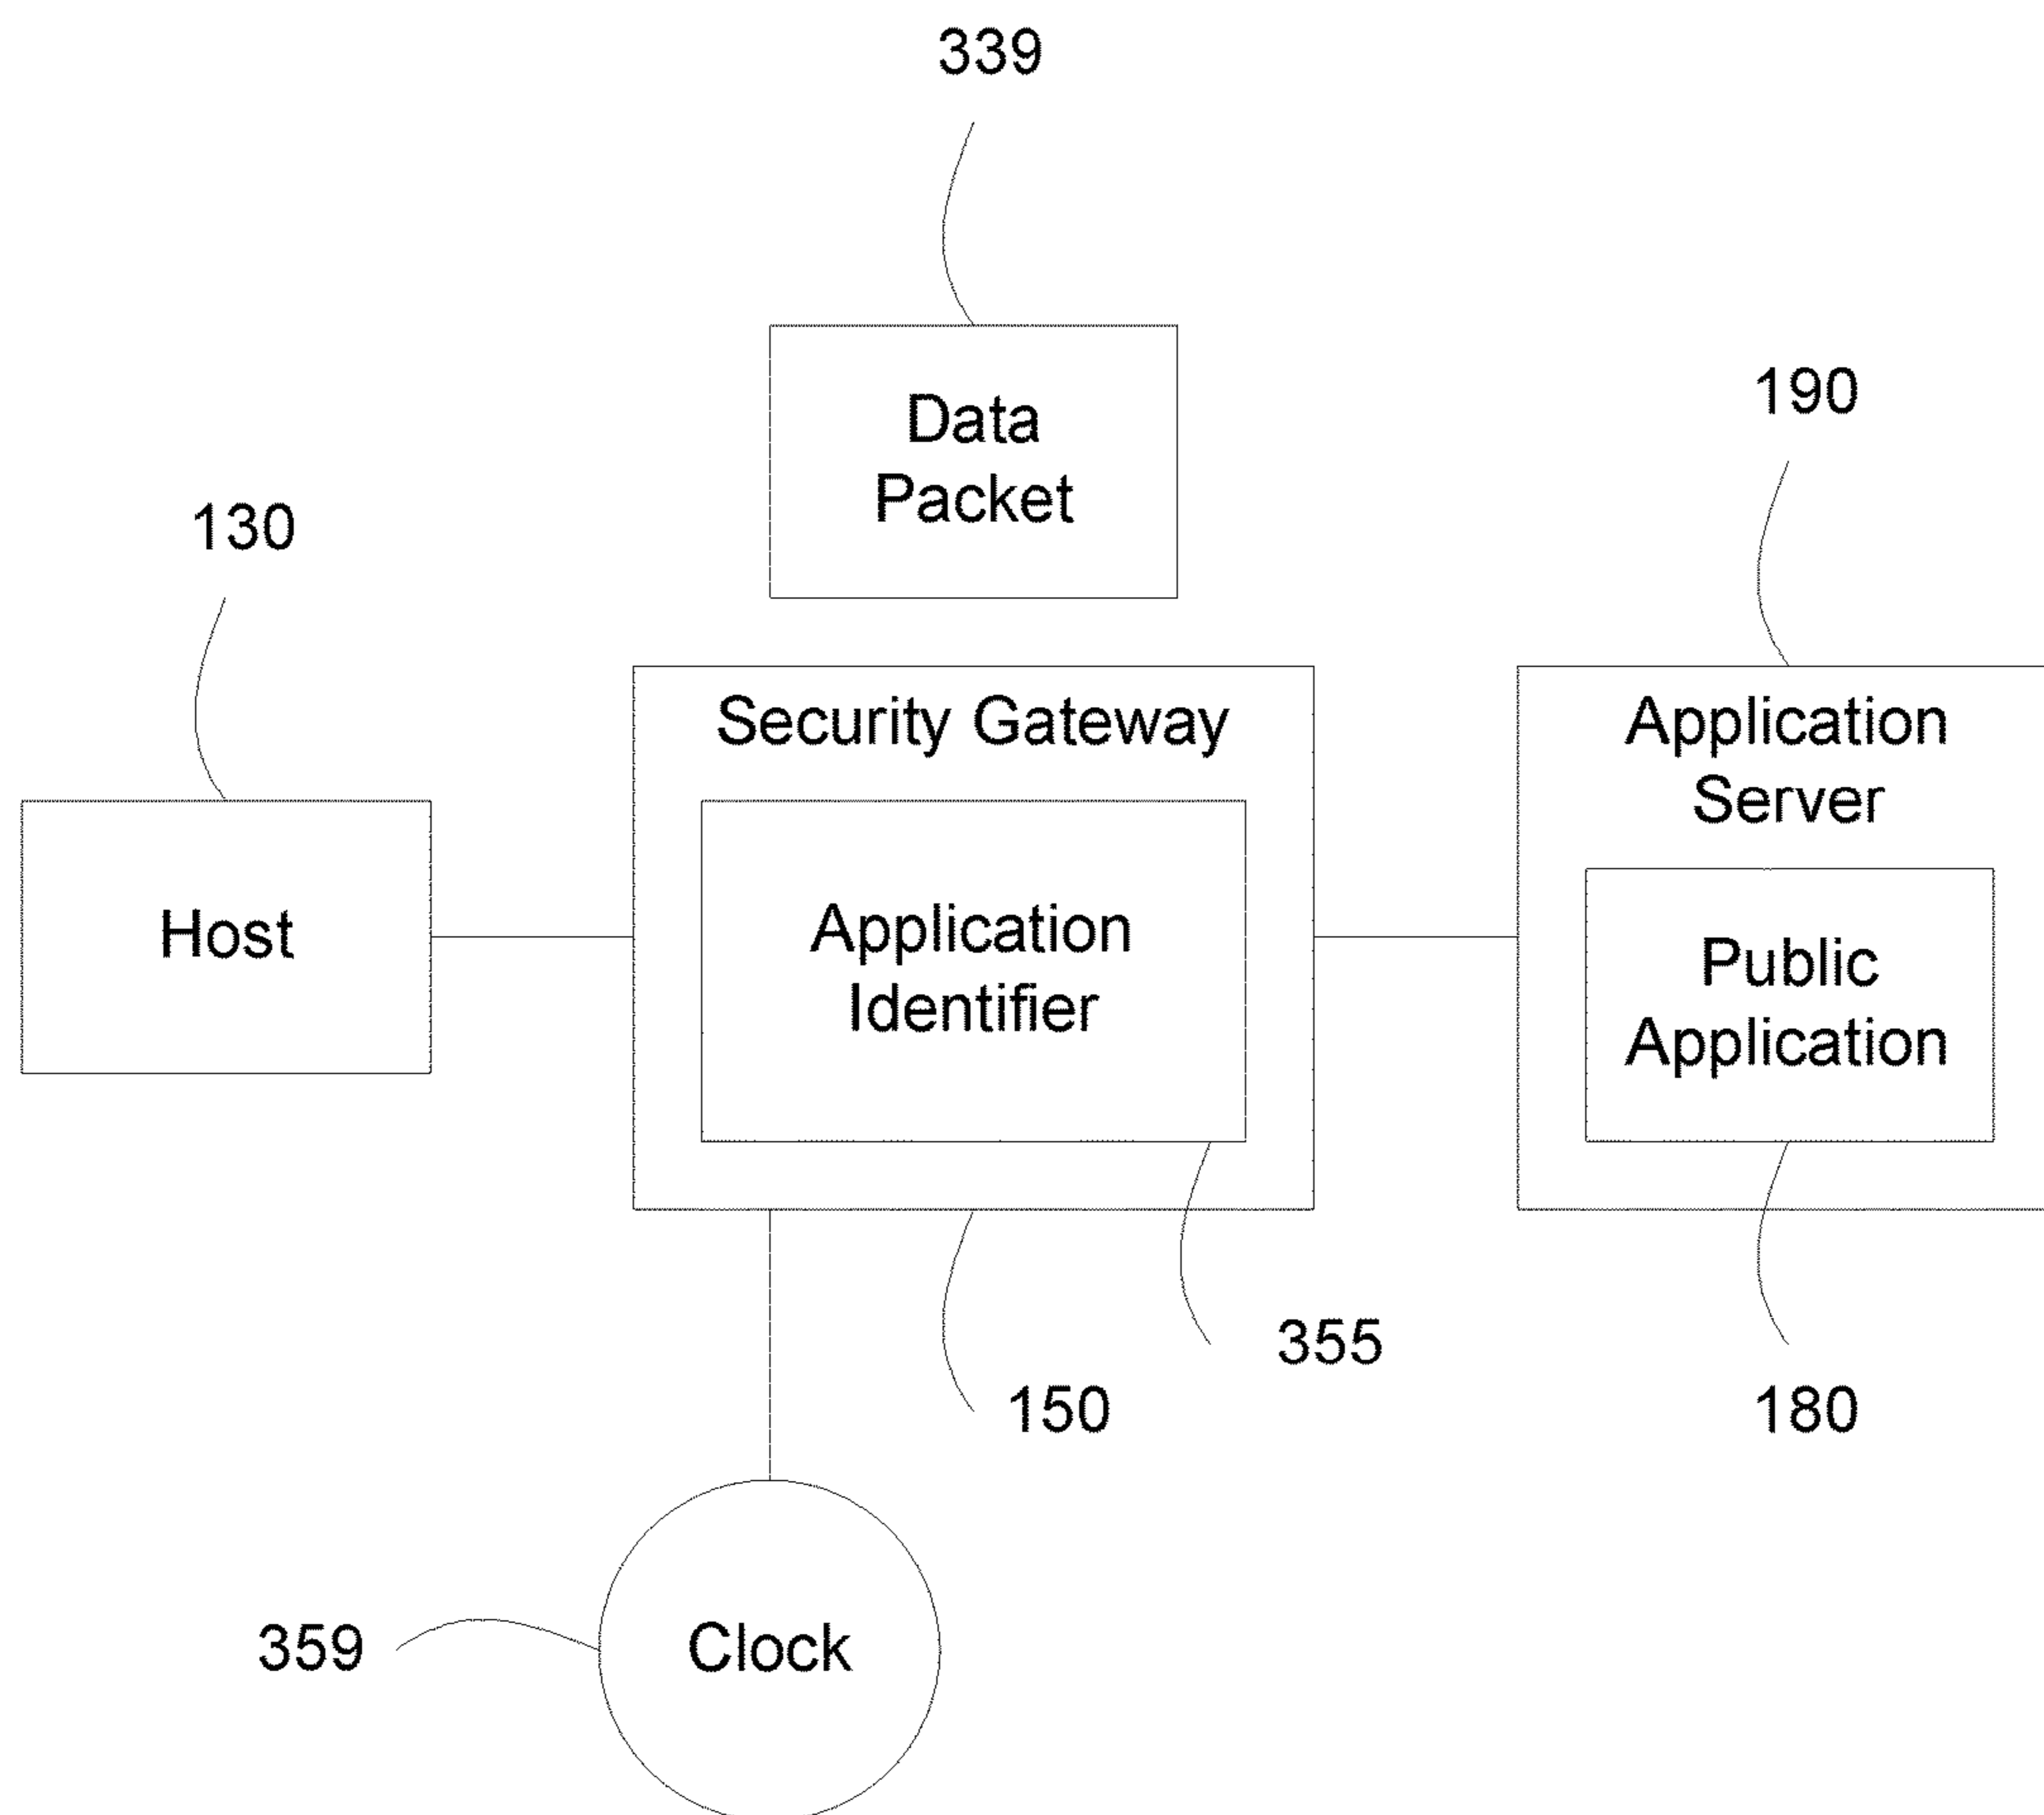 339
Data
Packet
190
130
Security Gateway
Application
Server
Host
Application
Identifier
Public
Application
355
150
180
359
Clock